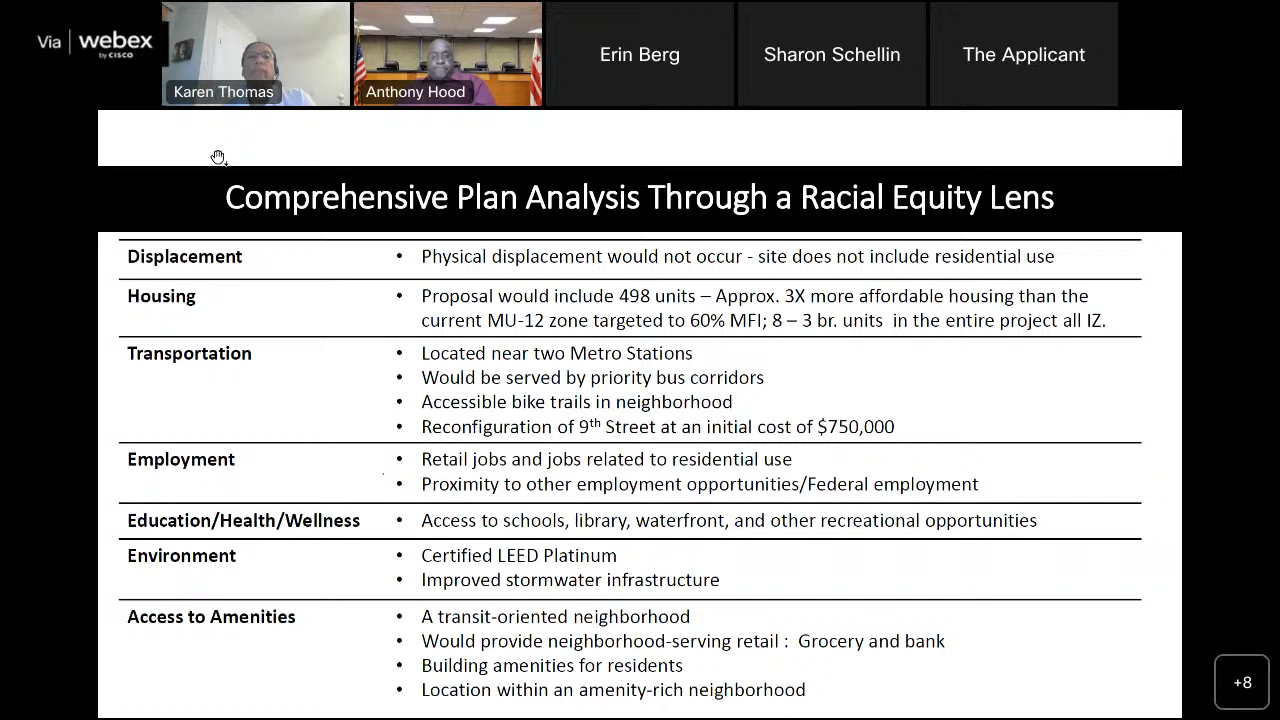 Via | webex
by CISCO
Karen Thomas
Anthony Hood
Erin Berg
Sharon Schellin
The Applicant
Comprehensive Plan Analysis Through a Racial Equity Lens
Displacement
• Physical displacement would not occur - site does not include residential use
Housing
• Proposal would include 498 units – Approx. 3X more affordable housing than the
current MU-12 zone targeted to 60% MFI; 8 – 3 br. units in the entire project all IZ.
Transportation
• Located near two Metro Stations
• Would be served by priority bus corridors
• Accessible bike trails in neighborhood
• Reconfiguration of 9th Street at an initial cost of $750,000
Employment
• Retail jobs and jobs related to residential use
• Proximity to other employment opportunities/Federal employment
Education/Health/Wellness
• Access to schools, library, waterfront, and other recreational opportunities
Environment
• Certified LEED Platinum
• Improved stormwater infrastructure
Access to Amenities
• A transit-oriented neighborhood
• Would provide neighborhood-serving retail : Grocery and bank
• Building amenities for residents
• Location within an amenity-rich neighborhood
+8